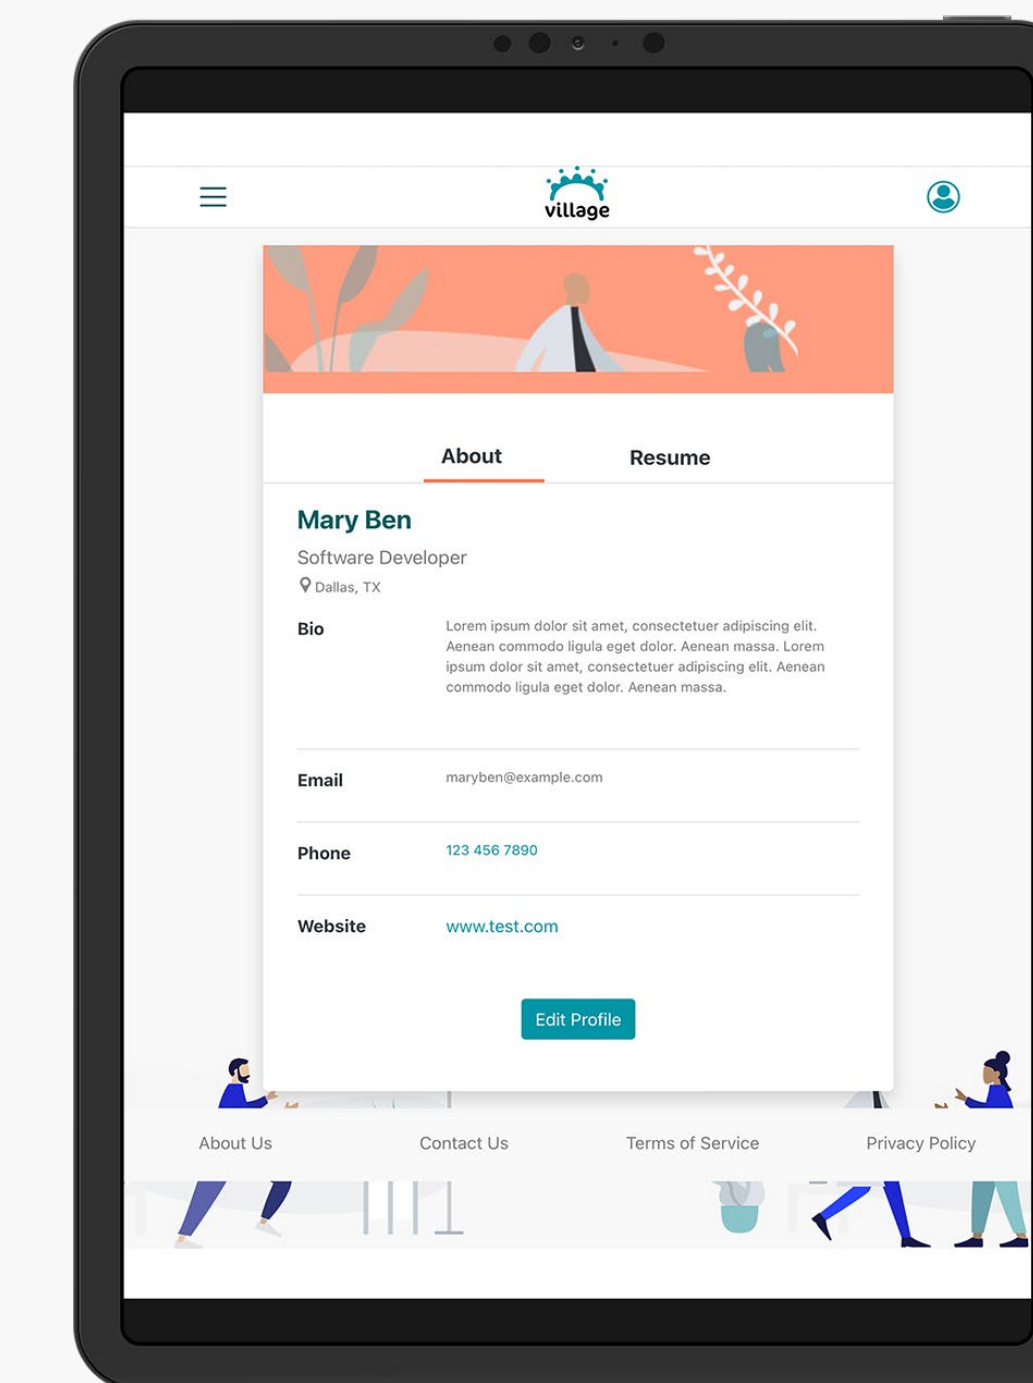 village
About
Resume
Mary Ben
Software Developer
Dallas, TX
Bio
Lorem ipsum dolor sit amet, consectetuer adipiscing elit.
Aenean commodo ligula eget dolor. Aenean massa. Lorem
ipsum dolor sit amet, consectetuer adipiscing elit. Aenean
commodo ligula eget dolor. Aenean massa.
Email
maryben@example.com
Phone
123 456 7890
Website
www.test.com
Edit Profile
About Us
Contact Us
Terms of Service
Privacy Policy